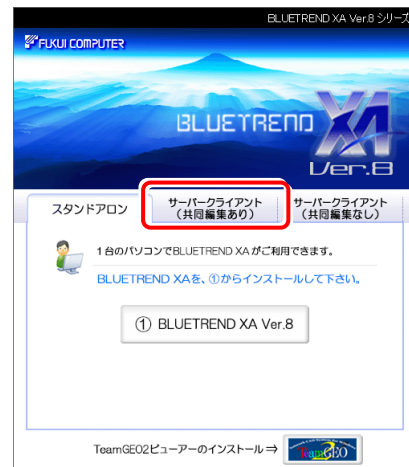 BLUETREND XA Ver.8 シリーズ
FUKUI COMPUTER
BLUETREND XA
Ver.8
スタンドアロン
サーバークライアント
(共同編集あり)
サーバークライアント
(共同編集なし)
1台のパソコンでBLUETREND XAがご利用できます。
BLUETREND XAを、①からインストールして下さい。
① BLUETREND XA Ver.8
TeamGEO2ビューアーのインストール⇒
TeamGEO